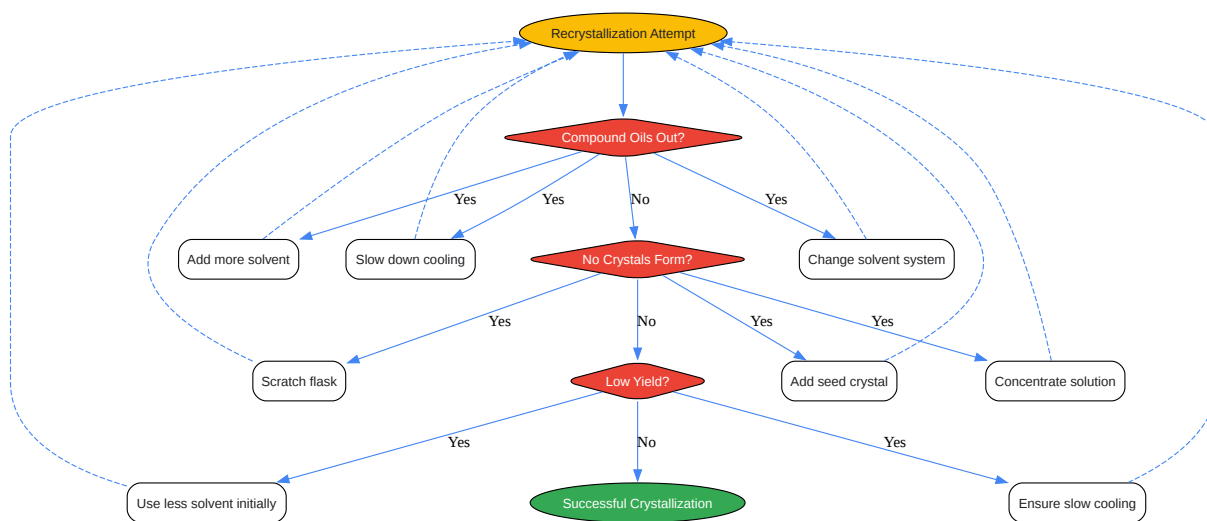 Recrystallization Attempt
Compound Oils Out?
Yes
Yes
No
Yes
Add more solvent
Slow down cooling
No Crystals Form?
Change solvent system
Yes
No
Yes
Yes
Scratch flask
Low Yield?
Add seed crystal
Concentrate solution
Yes
No
Yes
Use less solvent initially
Successful Crystallization
Ensure slow cooling